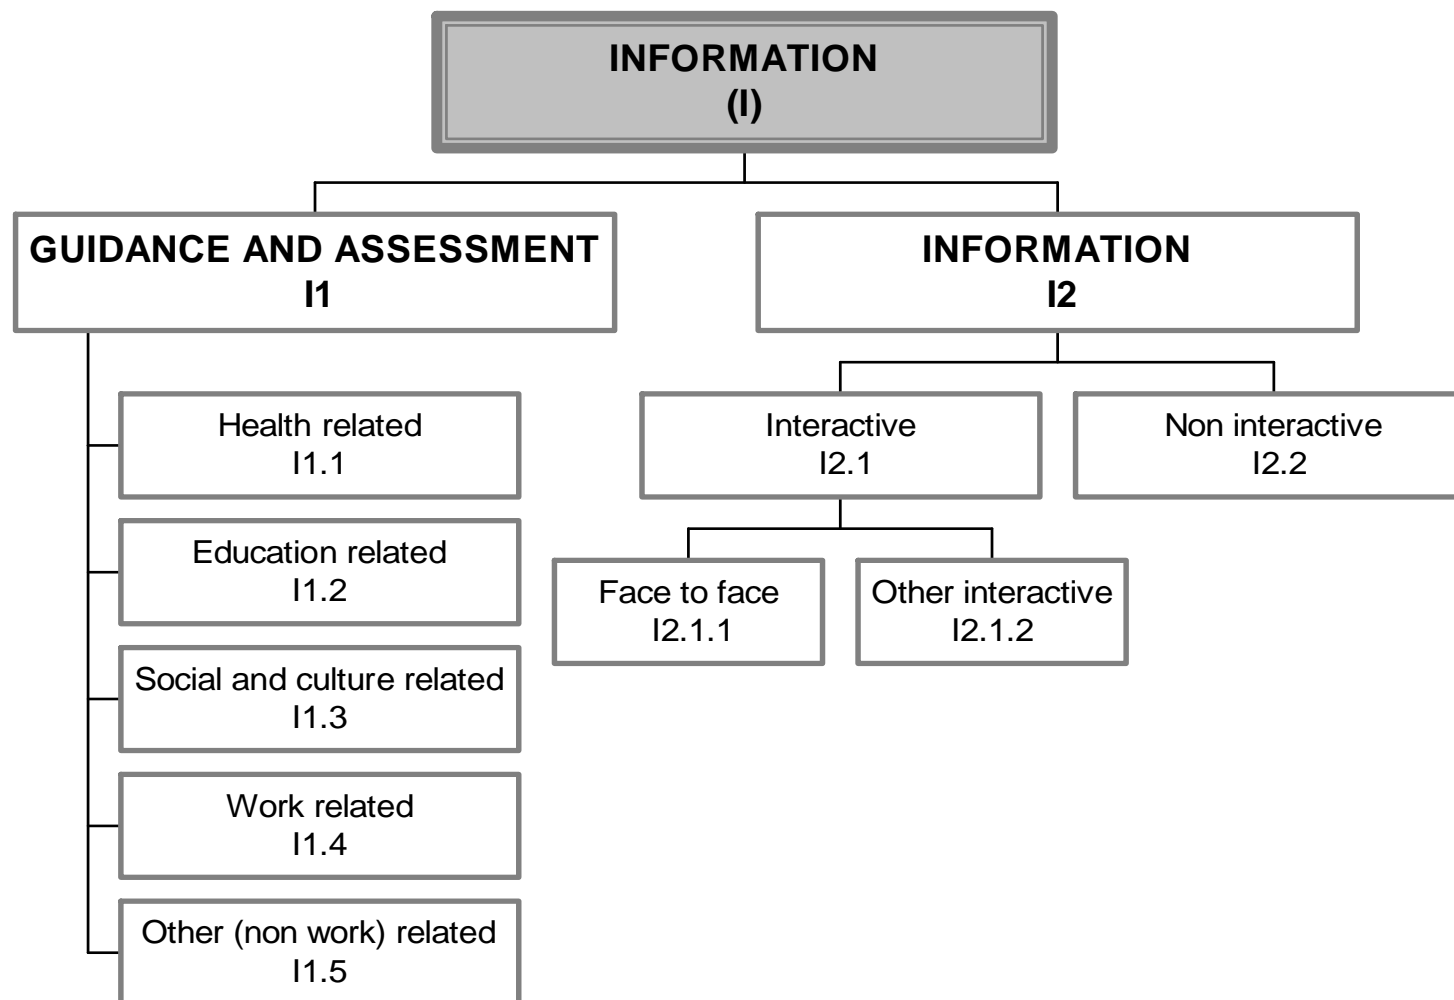 INFORMATION
(I)
GUIDANCE AND ASSESSMENT
I1
INFORMATION
I2
Health related
I1.1
Education related
I1.2
Social and culture related
I1.3
Work related
I1.4
Other (non work) related
I1.5
Interactive
I2.1
Non interactive
I2.2
Face to face
I2.1.1
Other interactive
I2.1.2